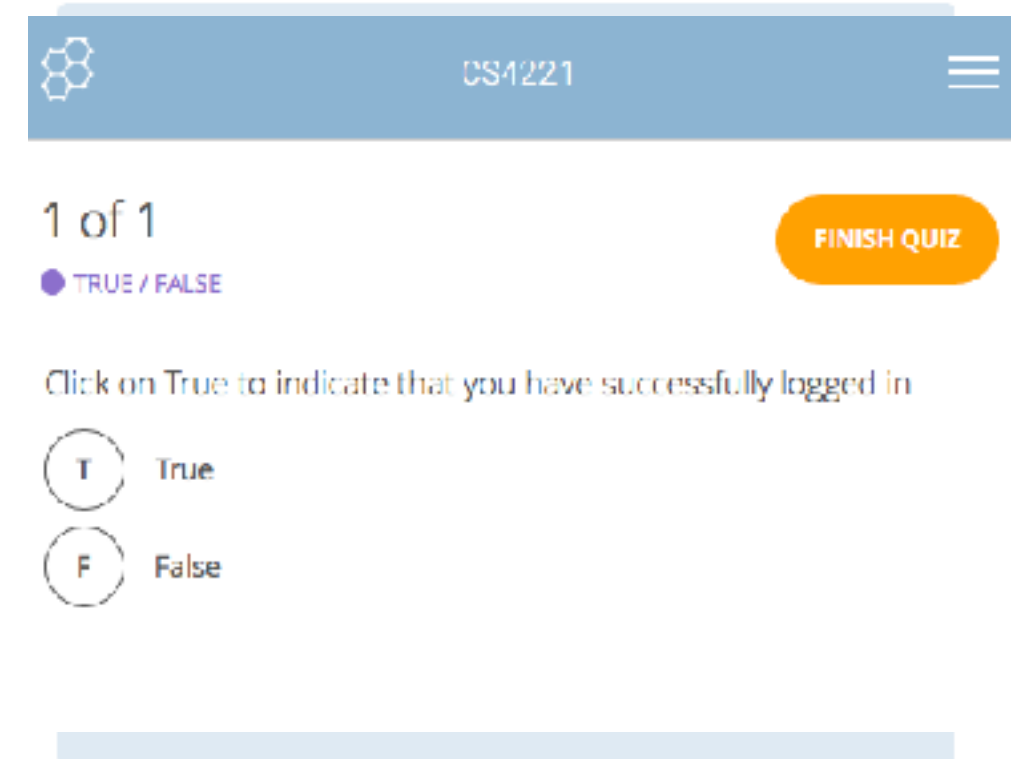 CS4221
1 of 1
FINISH QUIZ
TRUE / FALSE
Click on True to indicate that you have successfully logged in
T True
F False